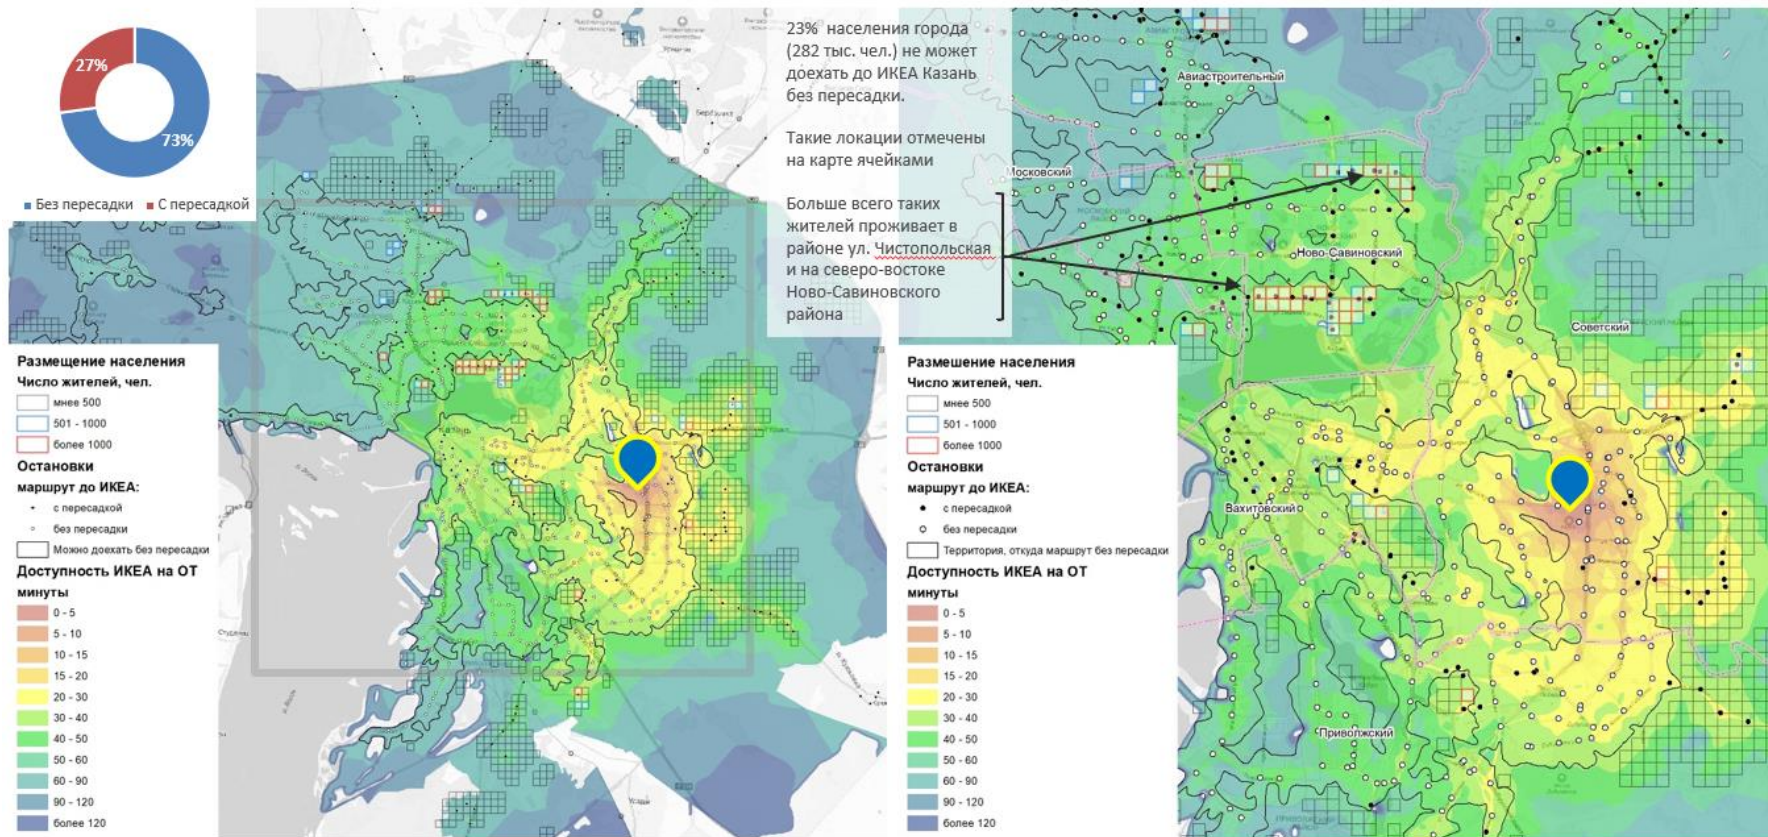 27%
73%
Без пересадки
С пересадкой
23% населения города
(282 тыс. чел.) не может
доехать до ИКЕА Казань
без пересадки.
Такие локации отмечены
на карте ячейками
Больше всего таких
жителей проживает в
районе ул. Чистопольская
и на северо-востоке
Ново-Савиновского
района
Размещение населения
Число жителей, чел.
мнее 500
501 - 1000
более 1000
Остановки
маршрут до ИКЕА:
с пересадкой
без пересадки
Можно доехать без пересадки
Доступность ИКЕА на ОТ
минуты
0 - 5
5 - 10
10 - 15
15 - 20
20 - 30
30 - 40
40 - 50
50 - 60
60 - 90
90 - 120
более 120
Казань
Авиастроительный
Московский
Ново-Савиновский
Советский
Вахитовский
Приволжский
Размешение населения
Число жителей, чел.
мнее 500
501 - 1000
более 1000
Остановки
маршрут до ИКЕА:
с пересадкой
без пересадки
Территория, откуда маршрут без пересадки
Доступность ИКЕА на ОТ
минуты
0 - 5
5 - 10
10 - 15
15 - 20
20 - 30
30 - 40
40 - 50
50 - 60
60 - 90
90 - 120
более 120